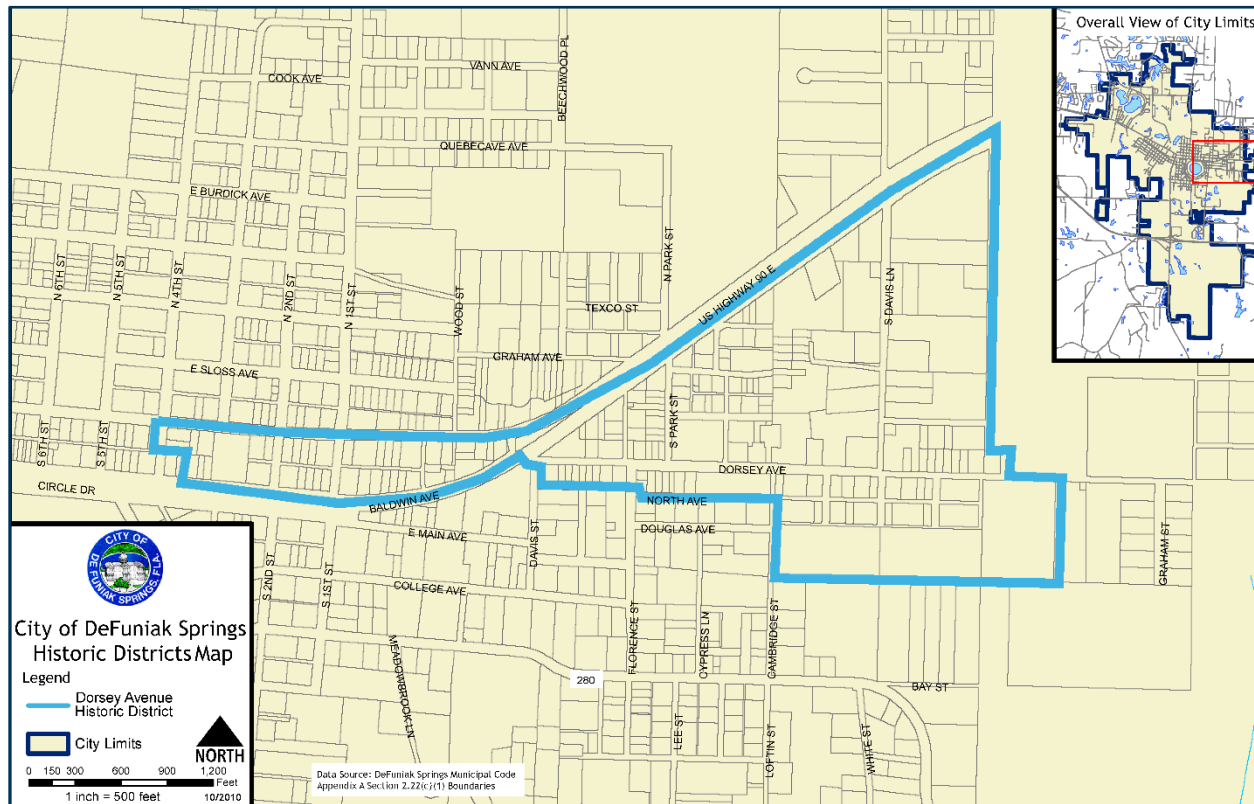 Overall View of City Limits
BEECHWOOD PL
VANN AVE
COOK AVE
QUEBECAVE AVE
E BURDICK AVE
N 6TH ST
N 5TH ST
N 4TH ST
N 2ND ST
N 1ST ST
WOOD ST
N PARK ST
US HIGHWAY 90 E
S DAVIS LN
TEXCO ST
GRAHAM AVE
E SLOSS AVE
S PARK ST
S 6TH ST
S 5TH ST
DORSEY AVE
CIRCLE DR
BALDWIN AVE
NORTH AVE
E MAIN AVE
DAVIS ST
DOUGLAS AVE
GRAHAM ST
S 2ND ST
S 1ST ST
COLLEGE AVE
FLORENCE ST
CYPRESS LN
CAMBRIDGE ST
MEADOWBROOK LN
280
BAY ST
LEE ST
LOFTIN ST
WHITE ST
CITY OF
DE FUNIAK SPRINGS, FLA.
City of DeFuniak Springs
Historic Districts Map
Legend
Dorsey Avenue
Historic District
City Limits
NORTH
0 150 300 600 900 1,200
Feet
1 inch = 500 feet
10/2010
Data Source: DeFuniak Springs Municipal Code
Appendix A Section 2.22(c)(1) Boundaries